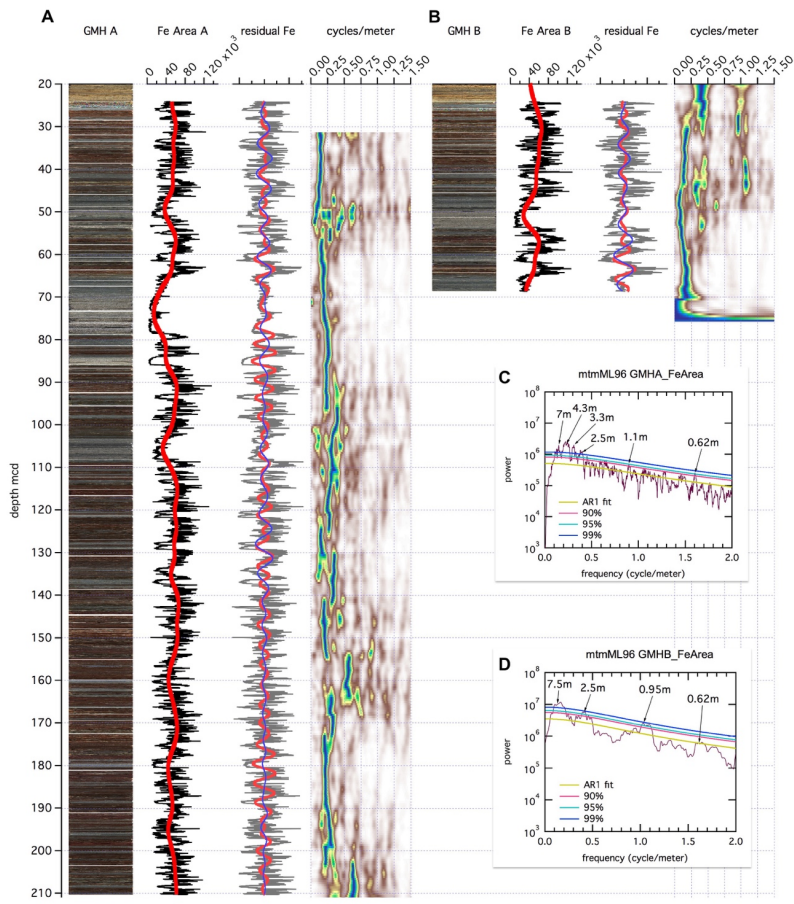 A
GMH A
Fe Area A
residual Fe
cycles/meter
0
40
80
120 x10³
0.00
0.25
0.50
0.75
1.00
1.25
1.50
B
GMH B
Fe Area B
residual Fe
cycles/meter
0
40
80
120 x10³
0.00
0.25
0.50
0.75
1.00
1.25
1.50
depth mcd
20
30
40
50
60
70
80
90
100
110
120
130
140
150
160
170
180
190
200
210
C
mtmML96 GMHA_FeArea
power
10⁸
10⁷
10⁶
10⁵
10⁴
10³
7m
4.3m
3.3m
2.5m
1.1m
0.62m
AR1 fit
90%
95%
99%
0.0 0.5 1.0 1.5 2.0
frequency (cycle/meter)
D
mtmML96 GMHB_FeArea
power
10⁸
10⁷
10⁶
10⁵
10⁴
10³
7.5m
2.5m
0.95m
0.62m
AR1 fit
90%
95%
99%
0.0 0.5 1.0 1.5 2.0
frequency (cycle/meter)